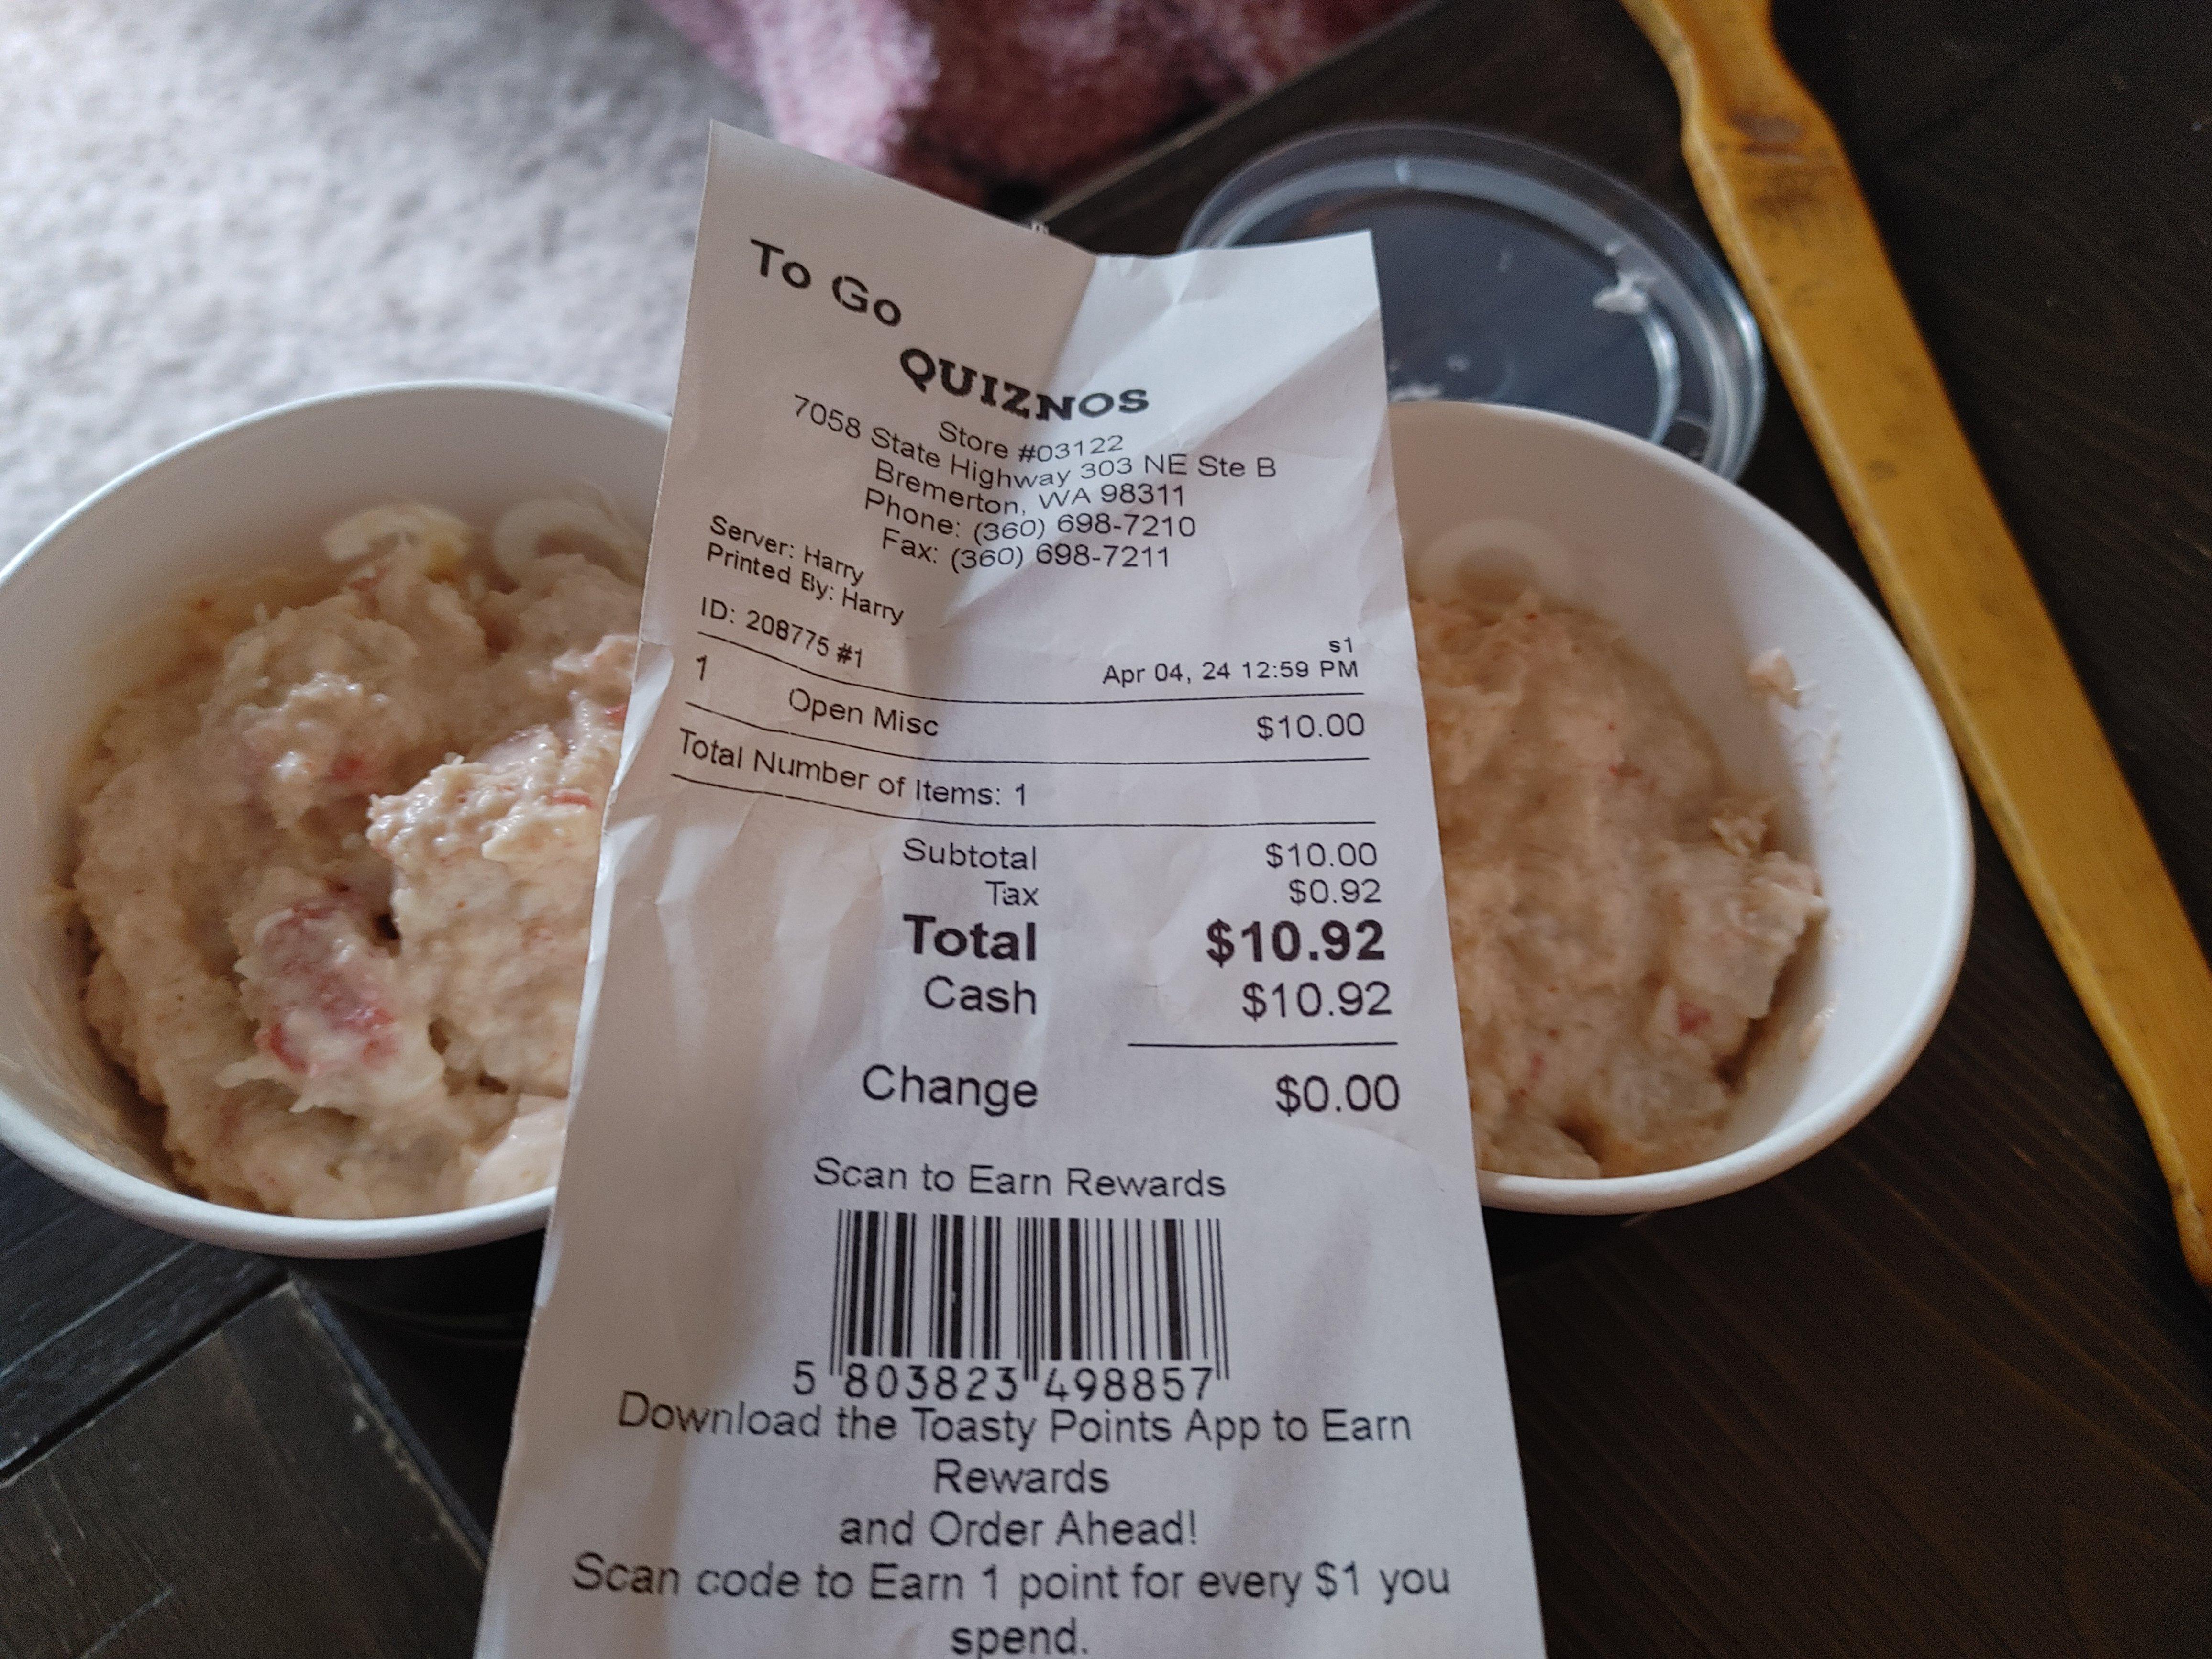 To Go
QUIZNOS
Store #03122
7058 State Highway 303 NE Ste B
Bremerton, WA 98311
Phone: (360) 698-7210
Fax: (360) 698-7211
Server: Harry
Printed By: Harry
s1
ID: 208775 #1 Apr 04, 24 12:59 PM
1 Open Misc $10.00
Total Number of Items: 1
Subtotal $10.00
Tax $0.92
Total $10.92
Cash $10.92
Change $0.00
Scan to Earn Rewards
5 803823 498857
Download the Toasty Points App to Earn
Rewards
and Order Ahead!
Scan code to Earn 1 point for every $1 you
spend.